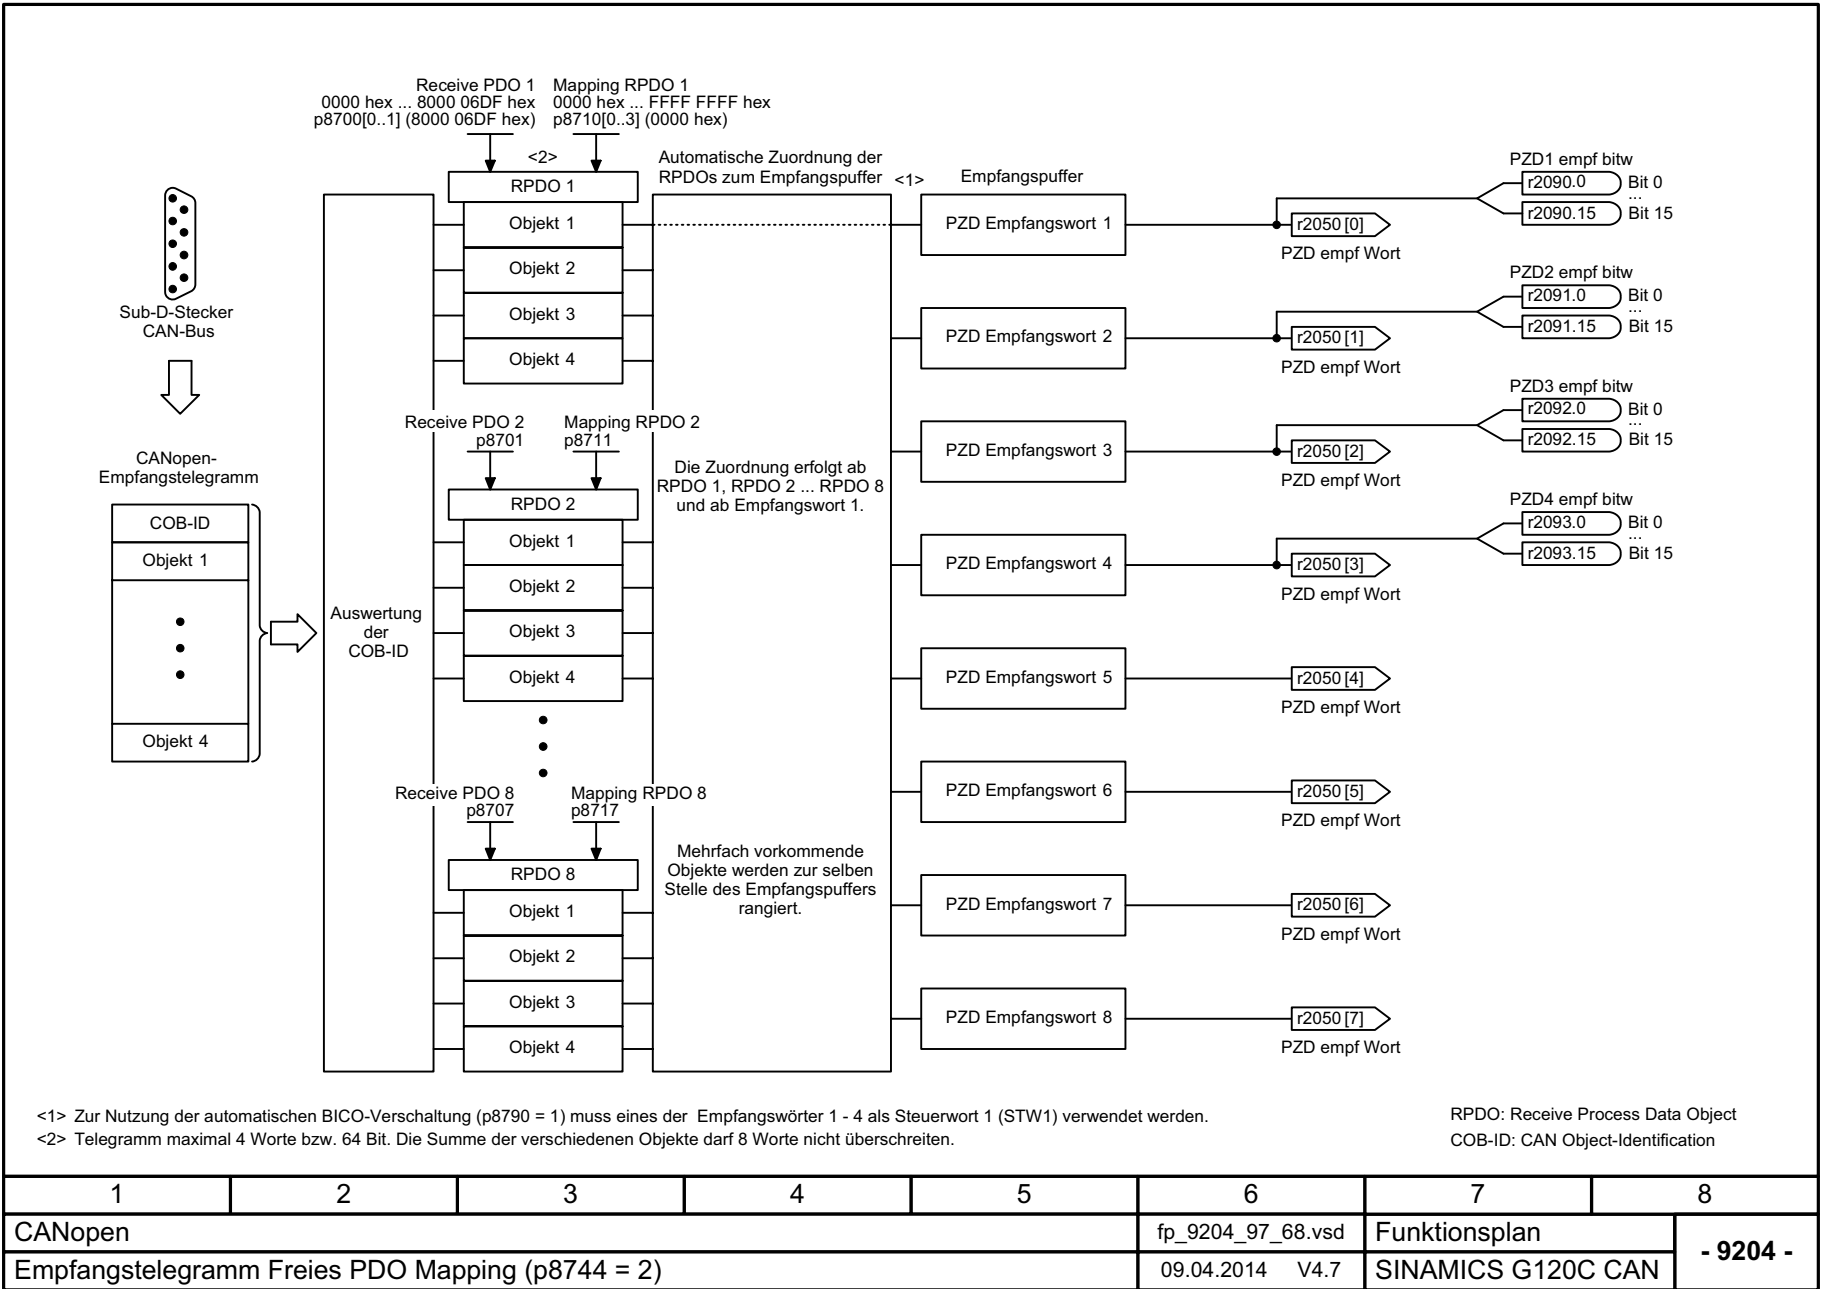 Receive PDO 1
0000 hex ... 8000 06DF hex
p8700[0..1] (8000 06DF hex)
Mapping RPDO 1
0000 hex ... FFFF FFFF hex
p8710[0..3] (0000 hex)
<2>
RPDO 1
Objekt 1
Objekt 2
Objekt 3
Objekt 4
Automatische Zuordnung der
RPDOs zum Empfangspuffer
<1>
Empfangspuffer
Sub-D-Stecker
CAN-Bus
CANopen-
Empfangstelegramm
COB-ID
Objekt 1
Objekt 4
Auswertung
der
COB-ID
Receive PDO 2
p8701
Mapping RPDO 2
p8711
RPDO 2
Objekt 1
Objekt 2
Objekt 3
Objekt 4
Receive PDO 8
p8707
Mapping RPDO 8
p8717
RPDO 8
Objekt 1
Objekt 2
Objekt 3
Objekt 4
Die Zuordnung erfolgt ab
RPDO 1, RPDO 2 ... RPDO 8
und ab Empfangswort 1.
Mehrfach vorkommende
Objekte werden zur selben
Stelle des Empfangspuffers
rangiert.
PZD Empfangswort 1
r2050 [0]
PZD empf Wort
PZD1 empf bitw
r2090.0 Bit 0
...
r2090.15 Bit 15
PZD Empfangswort 2
r2050 [1]
PZD empf Wort
PZD2 empf bitw
r2091.0 Bit 0
...
r2091.15 Bit 15
PZD Empfangswort 3
r2050 [2]
PZD empf Wort
PZD3 empf bitw
r2092.0 Bit 0
...
r2092.15 Bit 15
PZD Empfangswort 4
r2050 [3]
PZD empf Wort
PZD4 empf bitw
r2093.0 Bit 0
...
r2093.15 Bit 15
PZD Empfangswort 5
r2050 [4]
PZD empf Wort
PZD Empfangswort 6
r2050 [5]
PZD empf Wort
PZD Empfangswort 7
r2050 [6]
PZD empf Wort
PZD Empfangswort 8
r2050 [7]
PZD empf Wort
<1> Zur Nutzung der automatischen BICO-Verschaltung (p8790 = 1) muss eines der Empfangswörter 1 - 4 als Steuerwort 1 (STW1) verwendet werden.
<2> Telegramm maximal 4 Worte bzw. 64 Bit. Die Summe der verschiedenen Objekte darf 8 Worte nicht überschreiten.
RPDO: Receive Process Data Object
COB-ID: CAN Object-Identification
1 2 3 4 5 6 7 8
CANopen
fp_9204_97_68.vsd
Funktionsplan
- 9204 -
Empfangstelegramm Freies PDO Mapping (p8744 = 2)
09.04.2014 V4.7
SINAMICS G120C CAN